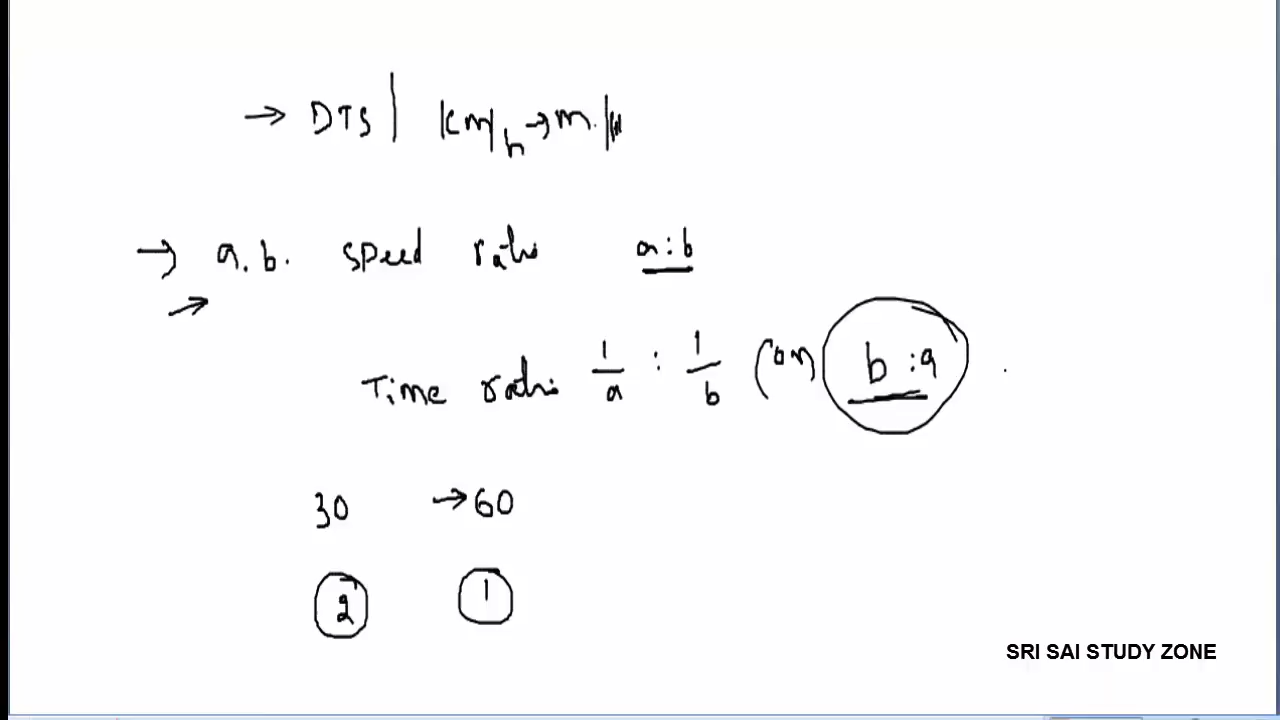 → DTS | km/h → m/
→ a.b. speed ratio a:b
→
Time ratio 1/a : 1/b (or) b:a
30 → 60
2 1
SRI SAI STUDY ZONE